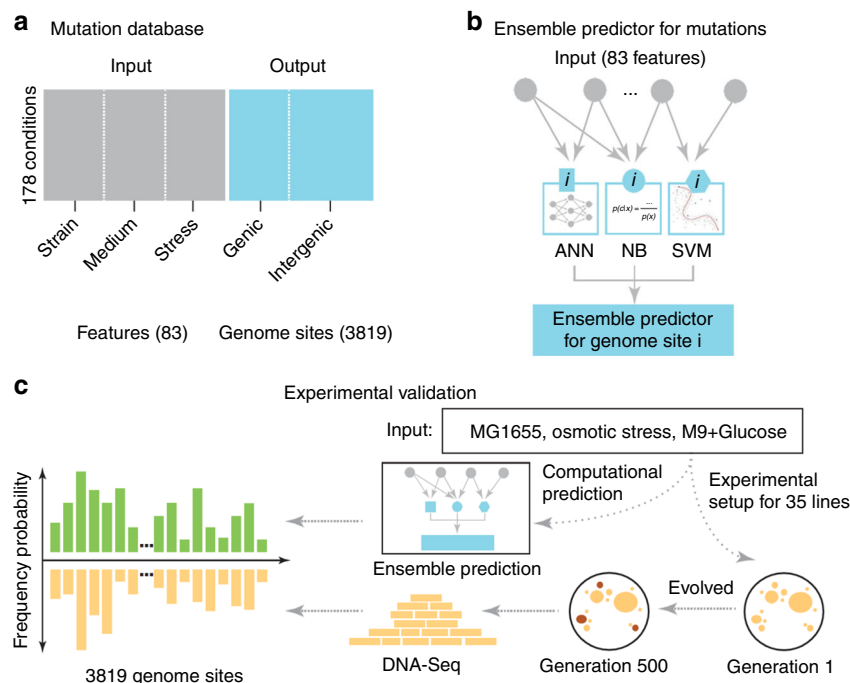 a Mutation database
Input Output
178 conditions
Strain Medium Stress Genic Intergenic
Features (83) Genome sites (3819)
b Ensemble predictor for mutations
Input (83 features)
...
i i i
p(c|x) = ... / p(x)
ANN NB SVM
Ensemble predictor
for genome site i
c Experimental validation
Input: MG1655, osmotic stress, M9+Glucose
Computational
prediction
Experimental
setup for 35 lines
Ensemble prediction
Frequency probability
...
...
Evolved
DNA-Seq Generation 500 Generation 1
3819 genome sites